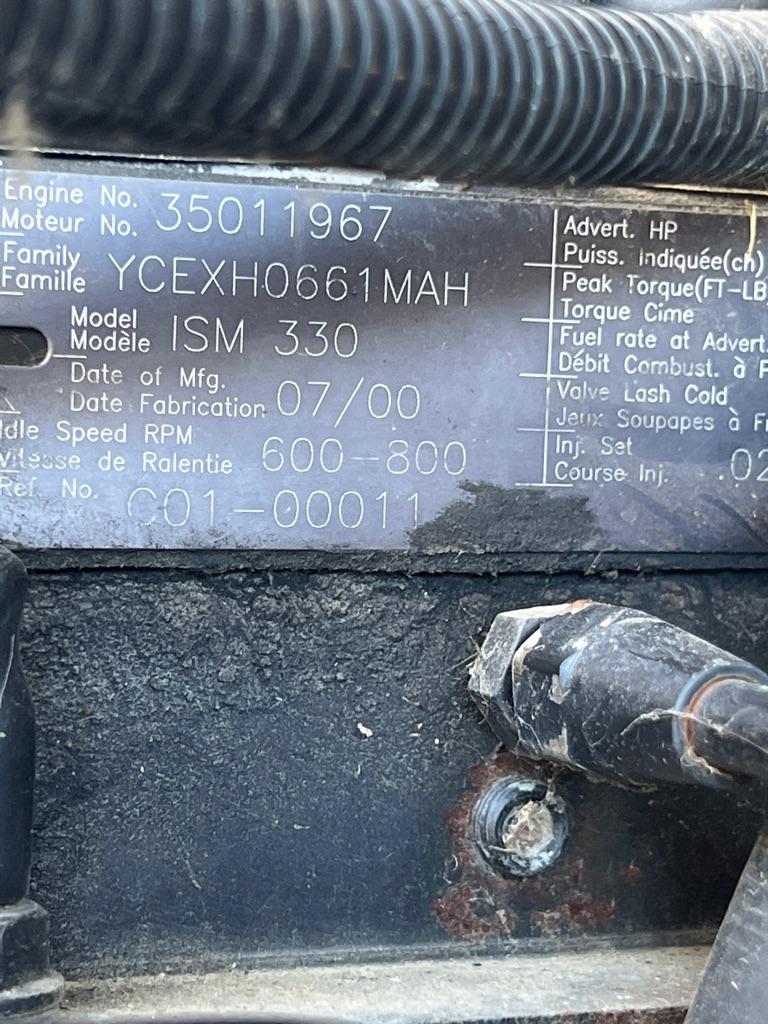 Engine No.
Moteur No. 35011967
Family
Famille YCEXH0661MAH
Model
Modèle ISM 330
Date of Mfg.
Date Fabrication 07/00
Idle Speed RPM
Vitesse de Ralentie 600-800
Ref. No. C01-00011
Advert. HP
Puiss. Indiquée(ch)
Peak Torque(FT-LB
Torque Cime
Fuel rate at Advert.
Débit Combust. à P
Valve Lash Cold
Jeux Soupapes à Fr
Inj. Set
Course Inj. .02